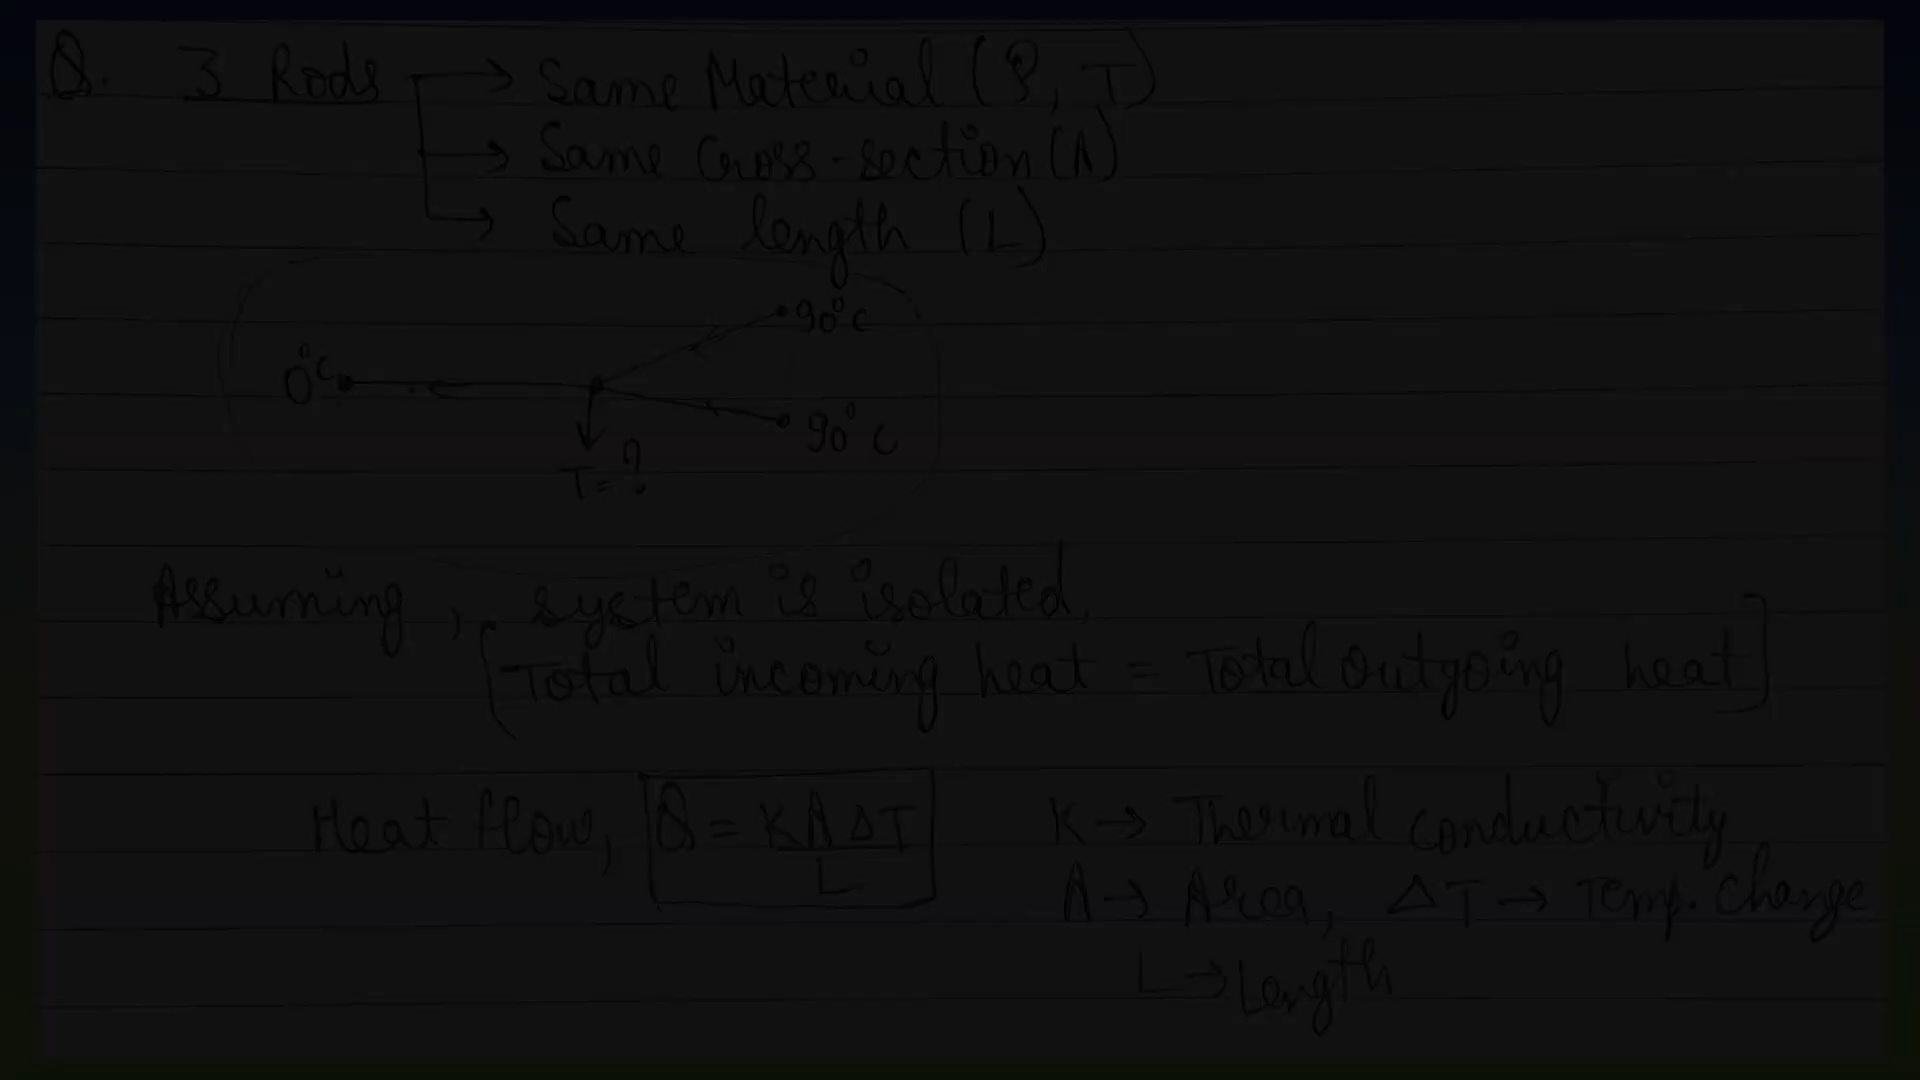 Q. 3 Rods → Same Material (ρ, T)
→ Same Cross-section (A)
→ Same length (L)
90°C
0°C
90°C
T = ?
Assuming, system is isolated,
[Total incoming heat = Total outgoing heat]
Heat flow, Q = KAΔT/L K → Thermal conductivity
A → Area, ΔT → Temp. change
L → Length